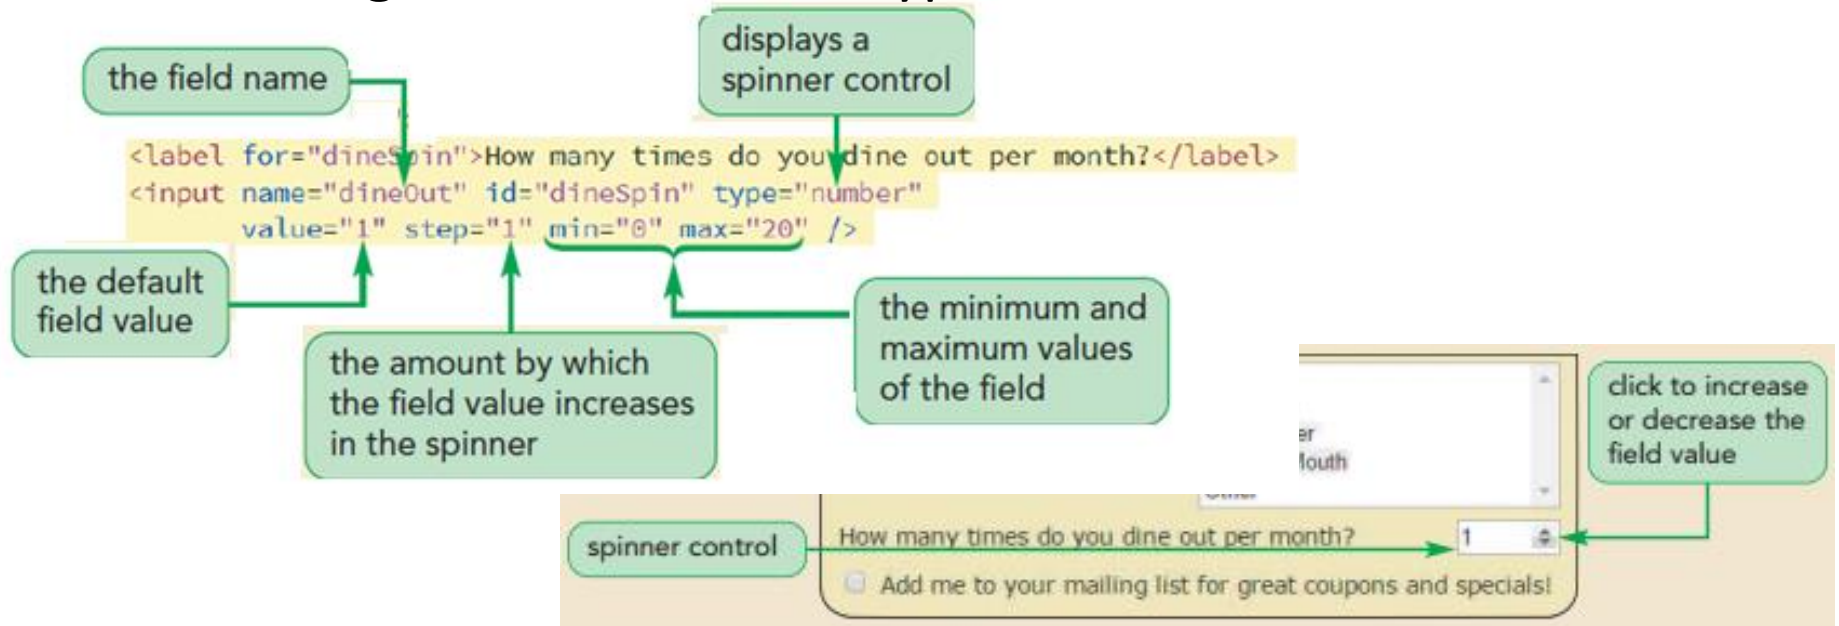 the field name
displays a
spinner control
<label for="dineSpin">How many times do you dine out per month?</label>
<input name="dineOut" id="dineSpin" type="number"
value="1" step="1" min="0" max="20" />
the default
field value
the amount by which
the field value increases
in the spinner
the minimum and
maximum values
of the field
click to increase
or decrease the
field value
spinner control
How many times do you dine out per month?
1
Add me to your mailing list for great coupons and specials!